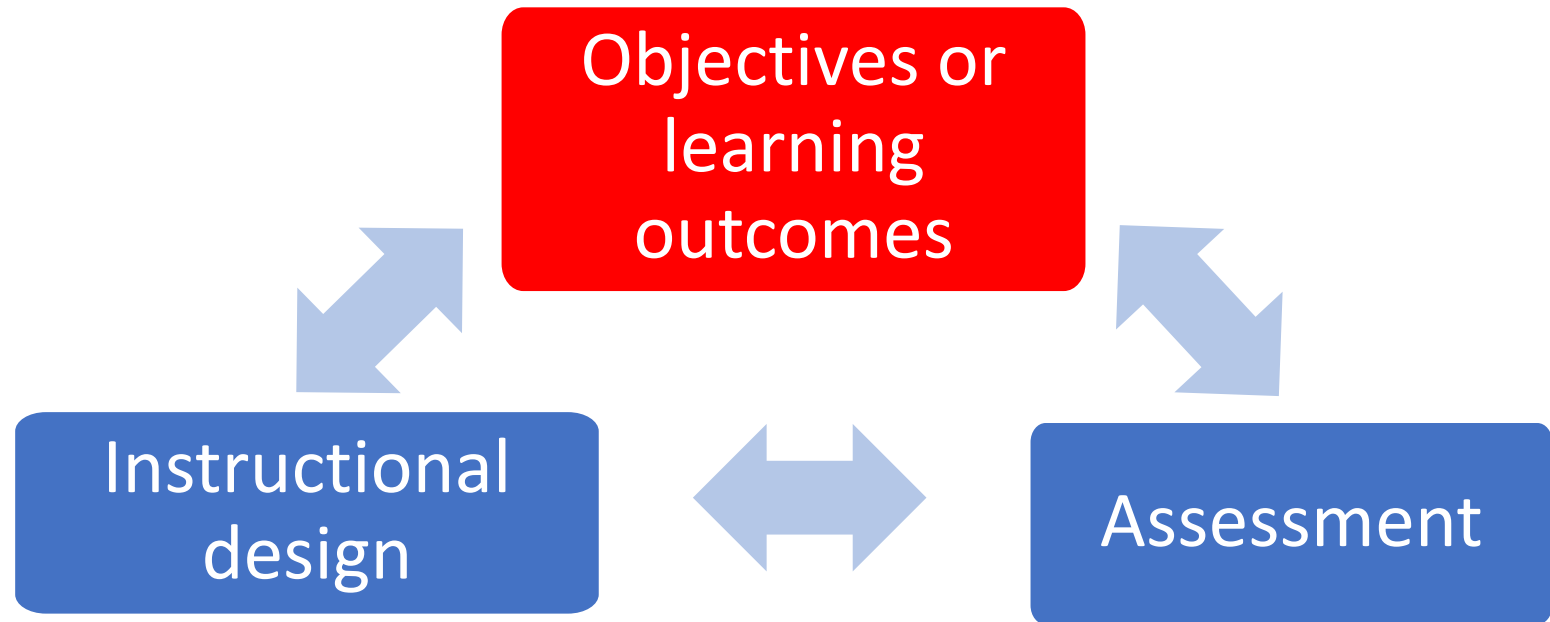 Objectives or
learning
outcomes
Instructional
design
Assessment